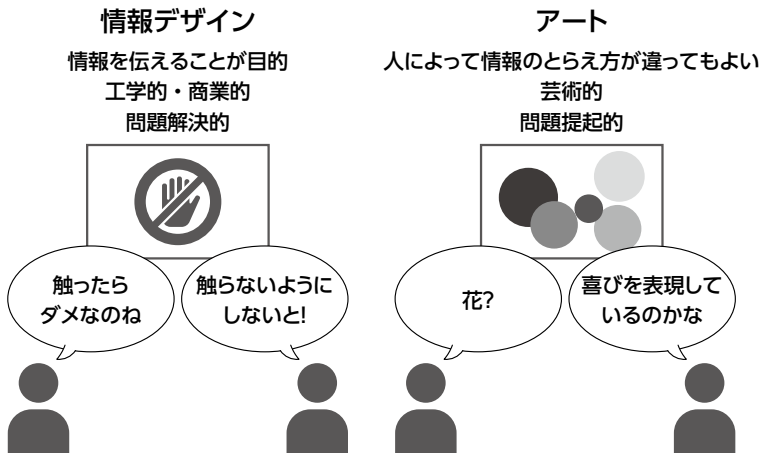 情報デザイン
情報を伝えることが目的
工学的・商業的
問題解決的
触ったら
ダメなのね
触らないように
しないと!
アート
人によって情報のとらえ方が違ってもよい
芸術的
問題提起的
花?
喜びを表現して
いるのかな